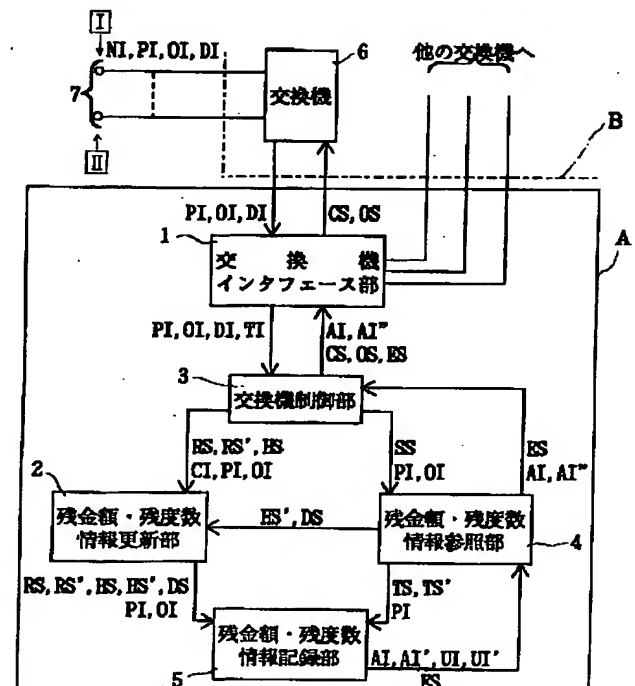 I
NI, PI, OI, DI
7
II
6
交換機
他の交換機へ
B
PI, OI, DI
CS, OS
A
1
交換機
インタフェース部
PI, OI, DI, TI
AI, AI”
CS, OS, ES
3
交換機制御部
RS, RS’, HS
CI, PI, OI
SS
PI, OI
ES
AI, AI”
2
残金額・残度数
情報更新部
HS’, DS
残金額・残度数
情報参照部
4
RS, RS’, HS, HS’, DS
PI, OI
TS, TS’
PI
残金額・残度数
情報記録部
5
AI, AI’, UI, UI’
ES